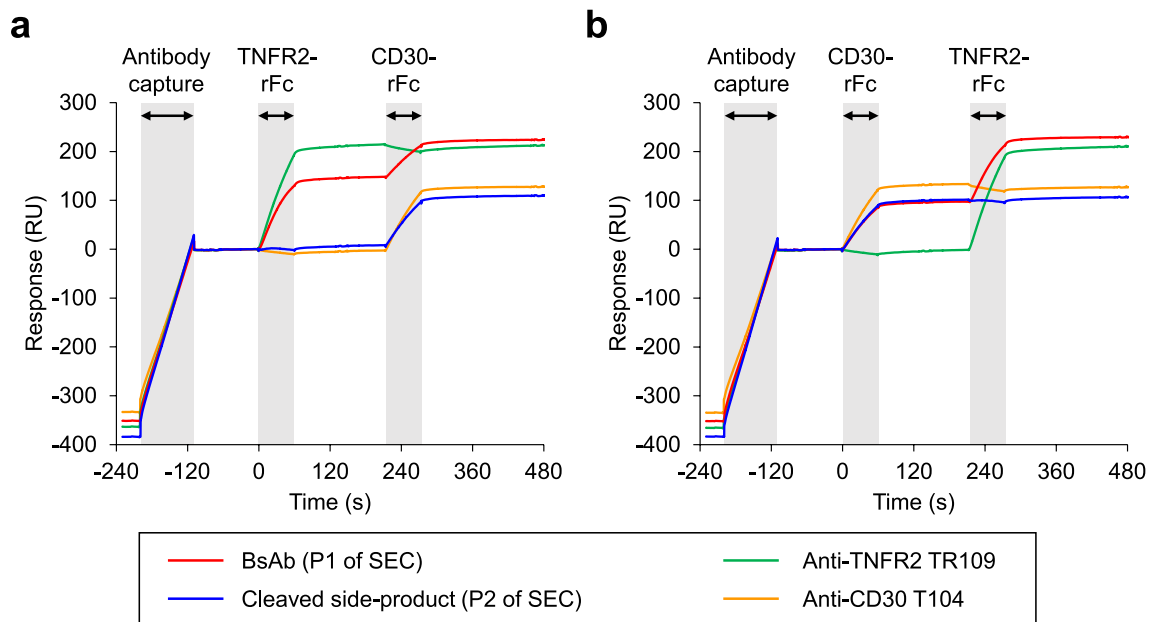 a
Antibody capture
TNFR2-rFc
CD30-rFc
300
200
100
0
-100
-200
-300
-400
Response (RU)
-240
-120
0
120
240
360
480
Time (s)
b
Antibody capture
CD30-rFc
TNFR2-rFc
300
200
100
0
-100
-200
-300
-400
Response (RU)
-240
-120
0
120
240
360
480
Time (s)
BsAb (P1 of SEC)
Anti-TNFR2 TR109
Cleaved side-product (P2 of SEC)
Anti-CD30 T104